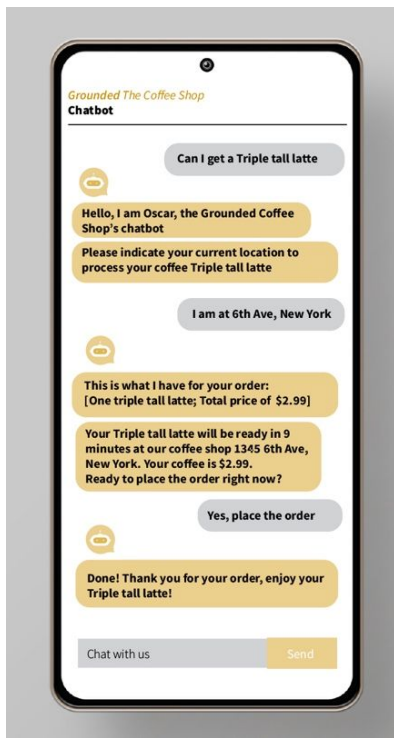 Grounded The Coffee Shop
Chatbot
Can I get a Triple tall latte
Hello, I am Oscar, the Grounded Coffee
Shop's chatbot
Please indicate your current location to
process your coffee Triple tall latte
I am at 6th Ave, New York
This is what I have for your order:
[One triple tall latte; Total price of $2.99]
Your Triple tall latte will be ready in 9
minutes at our coffee shop 1345 6th Ave,
New York. Your coffee is $2.99.
Ready to place the order right now?
Yes, place the order
Done! Thank you for your order, enjoy your
Triple tall latte!
Chat with us
Send